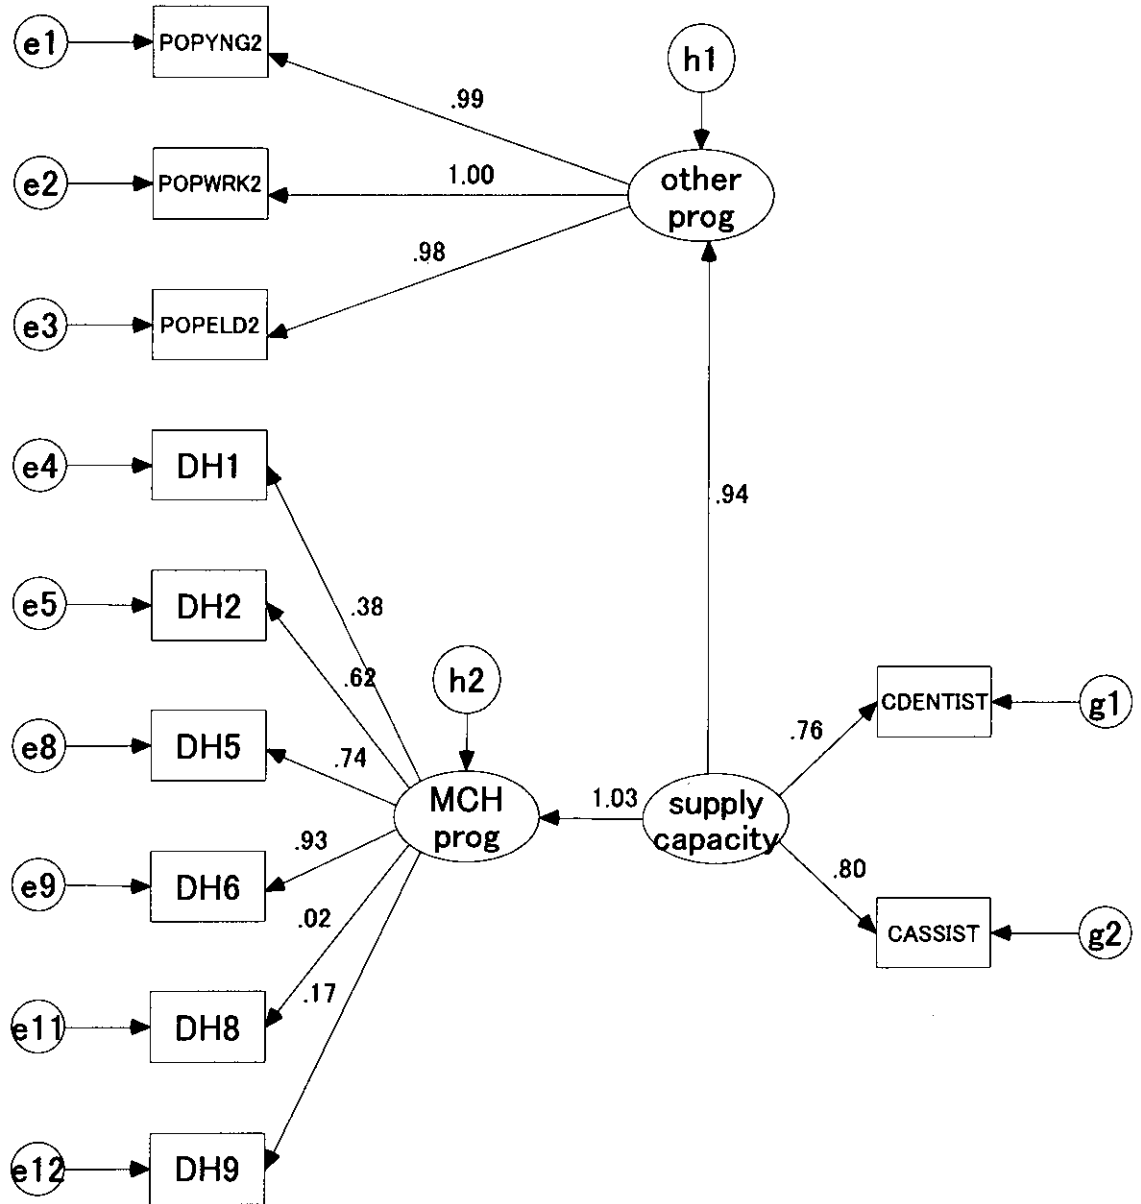 e1
POPYNG2
h1
.99
e2
POPWRK2
1.00
other
prog
.98
e3
POPELD2
e4
DH1
.94
e5
DH2
.38
.62
h2
e8
DH5
.74
CDENTIST
g1
.76
MCH
prog
1.03
supply
capacity
.93
.80
e9
DH6
.02
CASSIST
g2
.17
e11
DH8
e12
DH9